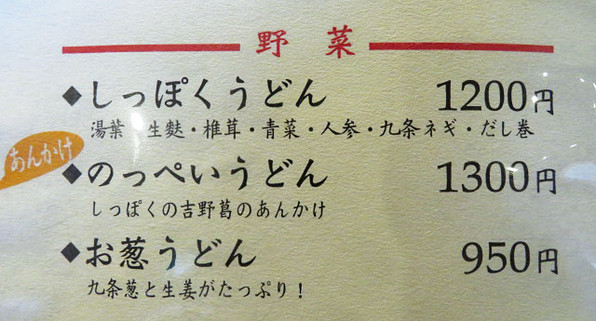 野菜
◆しっぽくうどん 1200円
湯葉・生麩・椎茸・青菜・人参・九条ネギ・だし巻
あんかけ
◆のっぺいうどん 1300円
しっぽくの吉野葛のあんかけ
◆お葱うどん 950円
九条葱と生姜がたっぷり！